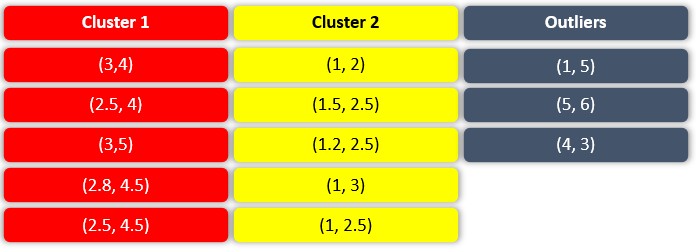 Cluster 1 Cluster 2 Outliers
(3,4) (1, 2) (1, 5)
(2.5, 4) (1.5, 2.5) (5, 6)
(3,5) (1.2, 2.5) (4, 3)
(2.8, 4.5) (1, 3)
(2.5, 4.5) (1, 2.5)